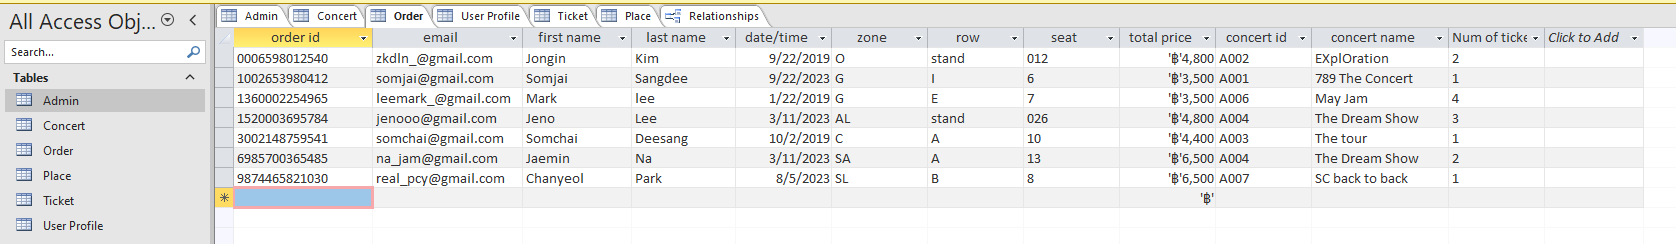 All Access Obj...
Search...
Tables
Admin
Concert
Order
Place
Ticket
User Profile
Admin Concert Order User Profile Ticket Place Relationships
order id email first name last name date/time zone row seat total price concert id concert name Num of ticke Click to Add
0006598012540 zkdln_@gmail.com Jongin Kim 9/22/2019 O stand 012 '฿'4,800 A002 EXplOration 2
1002653980412 somjai@gmail.com Somjai Sangdee 9/22/2023 G I 6 '฿'3,500 A001 789 The Concert 1
1360002254965 leemark_@gmail.com Mark lee 1/22/2019 G E 7 '฿'3,500 A006 May Jam 4
1520003695784 jenooo@gmail.com Jeno Lee 3/11/2023 AL stand 026 '฿'4,800 A004 The Dream Show 3
3002148759541 somchai@gmail.com Somchai Deesang 10/2/2019 C A 10 '฿'4,400 A003 The tour 1
6985700365485 na_jam@gmail.com Jaemin Na 3/11/2023 SA A 13 '฿'6,500 A004 The Dream Show 2
9874465821030 real_pcy@gmail.com Chanyeol Park 8/5/2023 SL B 8 '฿'6,500 A007 SC back to back 1
'฿'